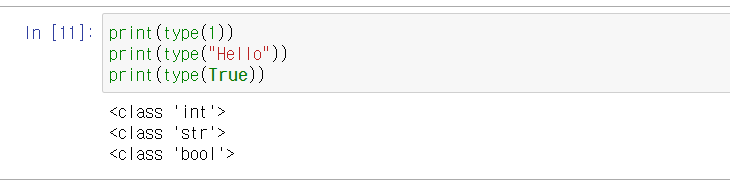 In [11]: print(type(1))
print(type("Hello"))
print(type(True))
<class 'int'>
<class 'str'>
<class 'bool'>